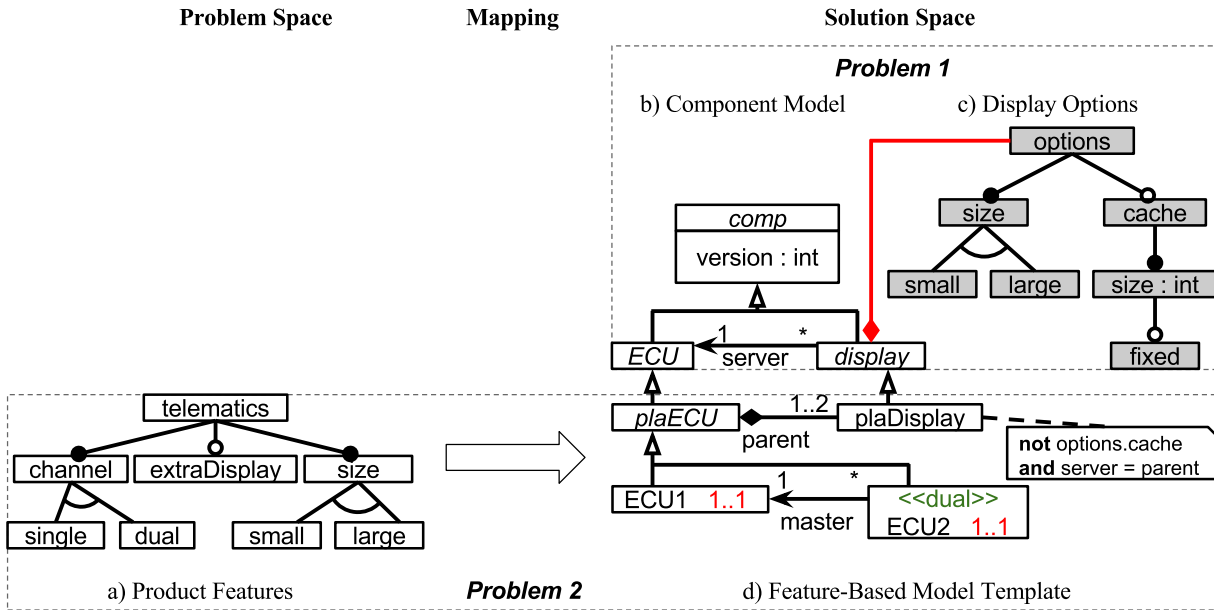 Problem Space
Mapping
Solution Space
Problem 1
b) Component Model
c) Display Options
options
comp
version : int
size
cache
small
large
size : int
fixed
1
*
ECU
server
display
telematics
channel
extraDisplay
size
single
dual
small
large
plaECU
1..2
plaDisplay
parent
not options.cache
and server = parent
ECU1 1..1
1
*
master
<<dual>>
ECU2 1..1
a) Product Features
Problem 2
d) Feature-Based Model Template